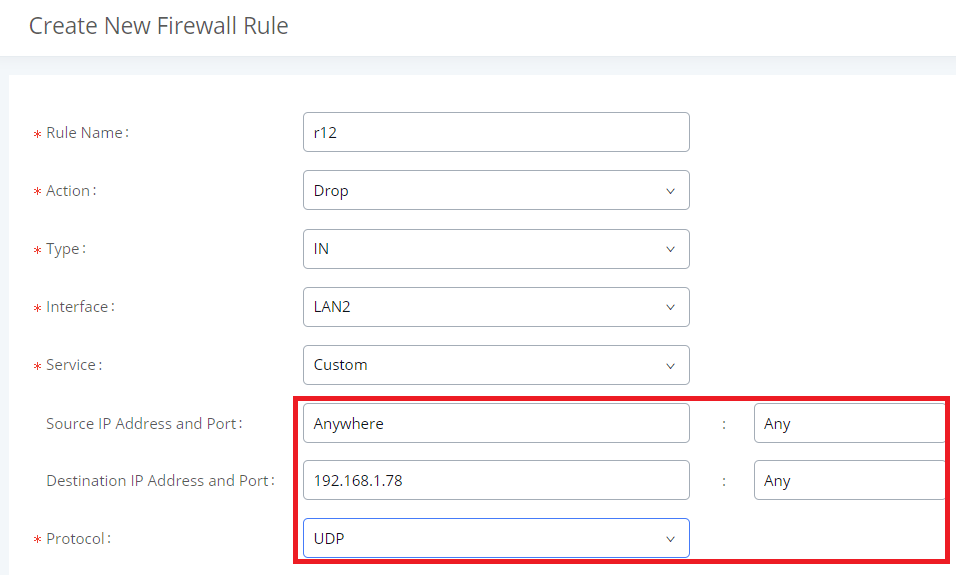 Create New Firewall Rule
* Rule Name: r12
* Action: Drop
* Type: IN
* Interface: LAN2
* Service: Custom
Source IP Address and Port: Anywhere : Any
Destination IP Address and Port: 192.168.1.78 : Any
* Protocol: UDP